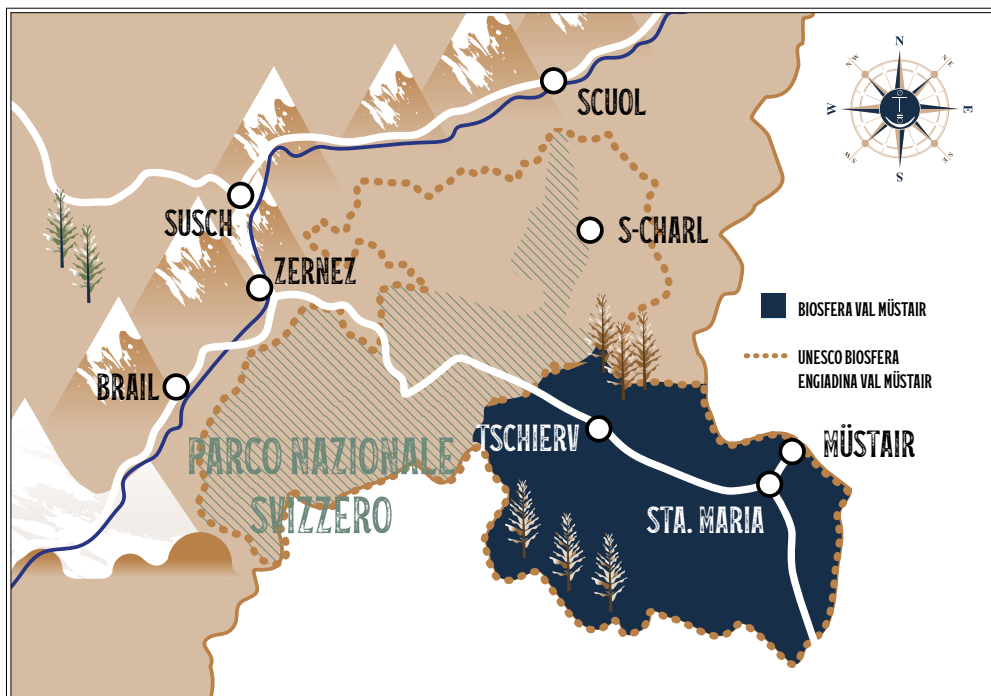 N
N/W
N/E
W
E
S/W
S/E
S
SCUOL
SUSCH
S-CHARL
ZERNEZ
BIOSFERA VAL MÜSTAIR
UNESCO BIOSFERA
ENGIADINA VAL MÜSTAIR
BRAIL
PARCO NAZIONALE
SVIZZERO
TSCHIERV
MÜSTAIR
STA. MARIA